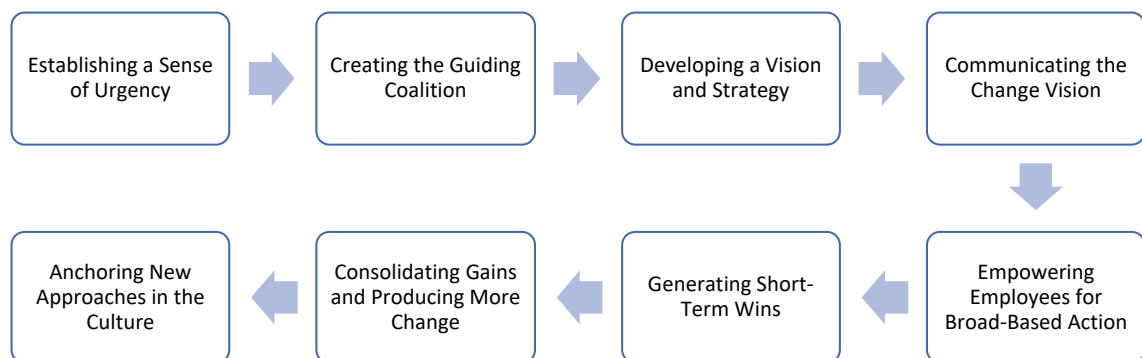 Establishing a Sense
of Urgency
Creating the Guiding
Coalition
Developing a Vision
and Strategy
Communicating the
Change Vision
Empowering
Employees for
Broad-Based Action
Generating Short-
Term Wins
Consolidating Gains
and Producing More
Change
Anchoring New
Approaches in the
Culture